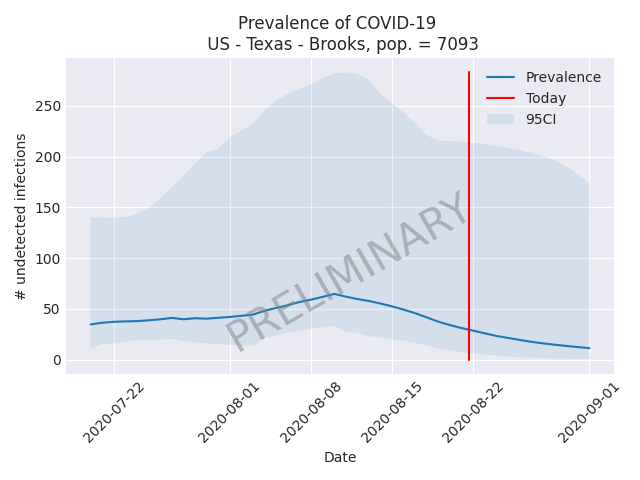 Prevalence of COVID-19
US - Texas - Brooks, pop. = 7093
# undetected infections
250
200
150
100
50
0
Prevalence
Today
95CI
PRELIMINARY
2020-07-22
2020-08-01
2020-08-08
2020-08-15
2020-08-22
2020-09-01
Date